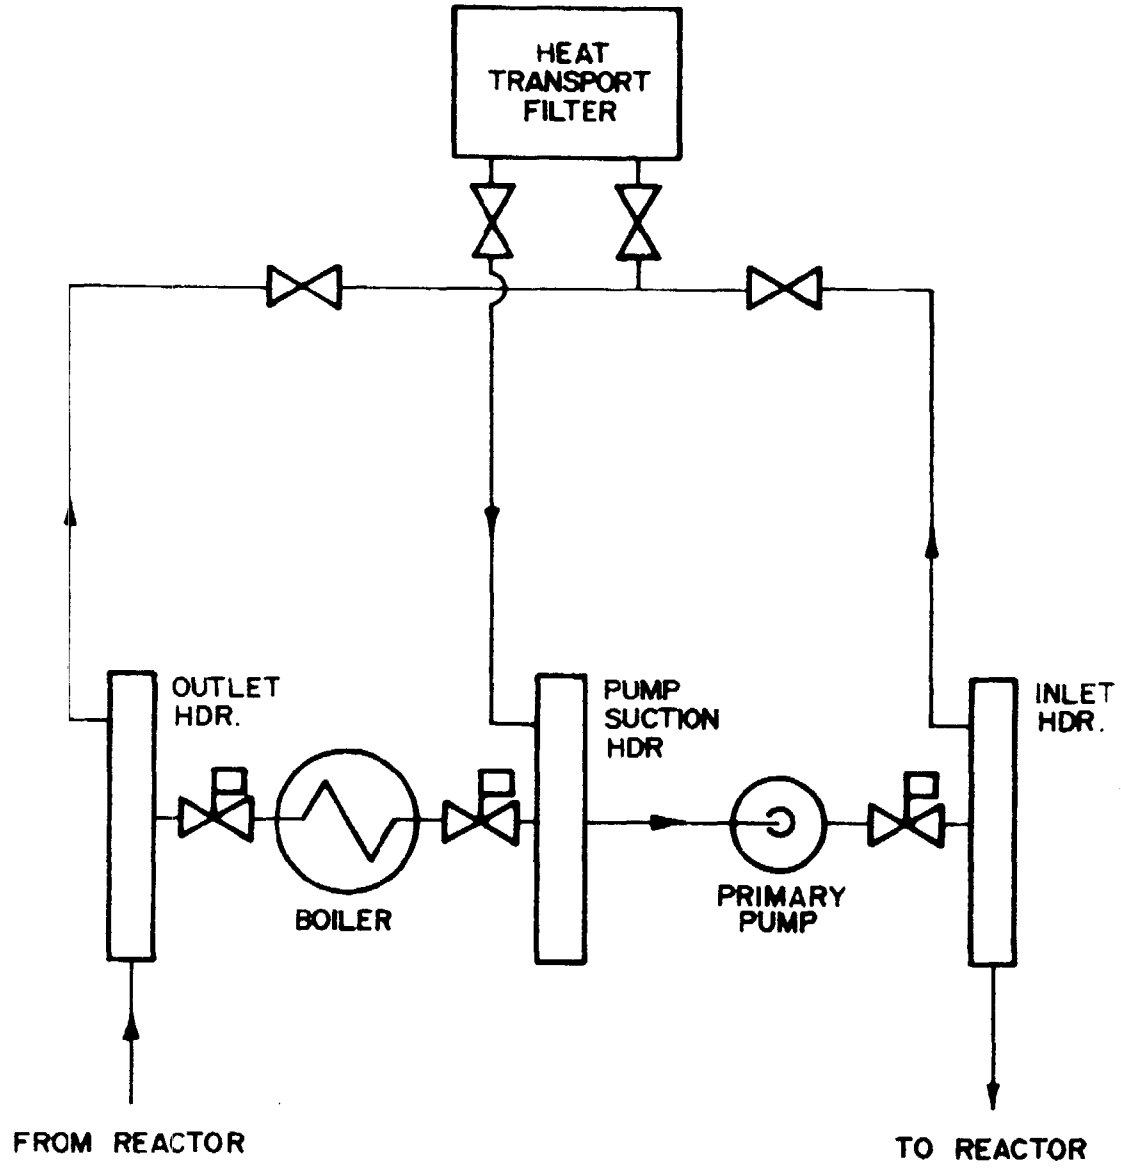 HEAT
TRANSPORT
FILTER
OUTLET
HDR.
PUMP
SUCTION
HDR
INLET
HDR.
BOILER
PRIMARY
PUMP
FROM REACTOR
TO REACTOR